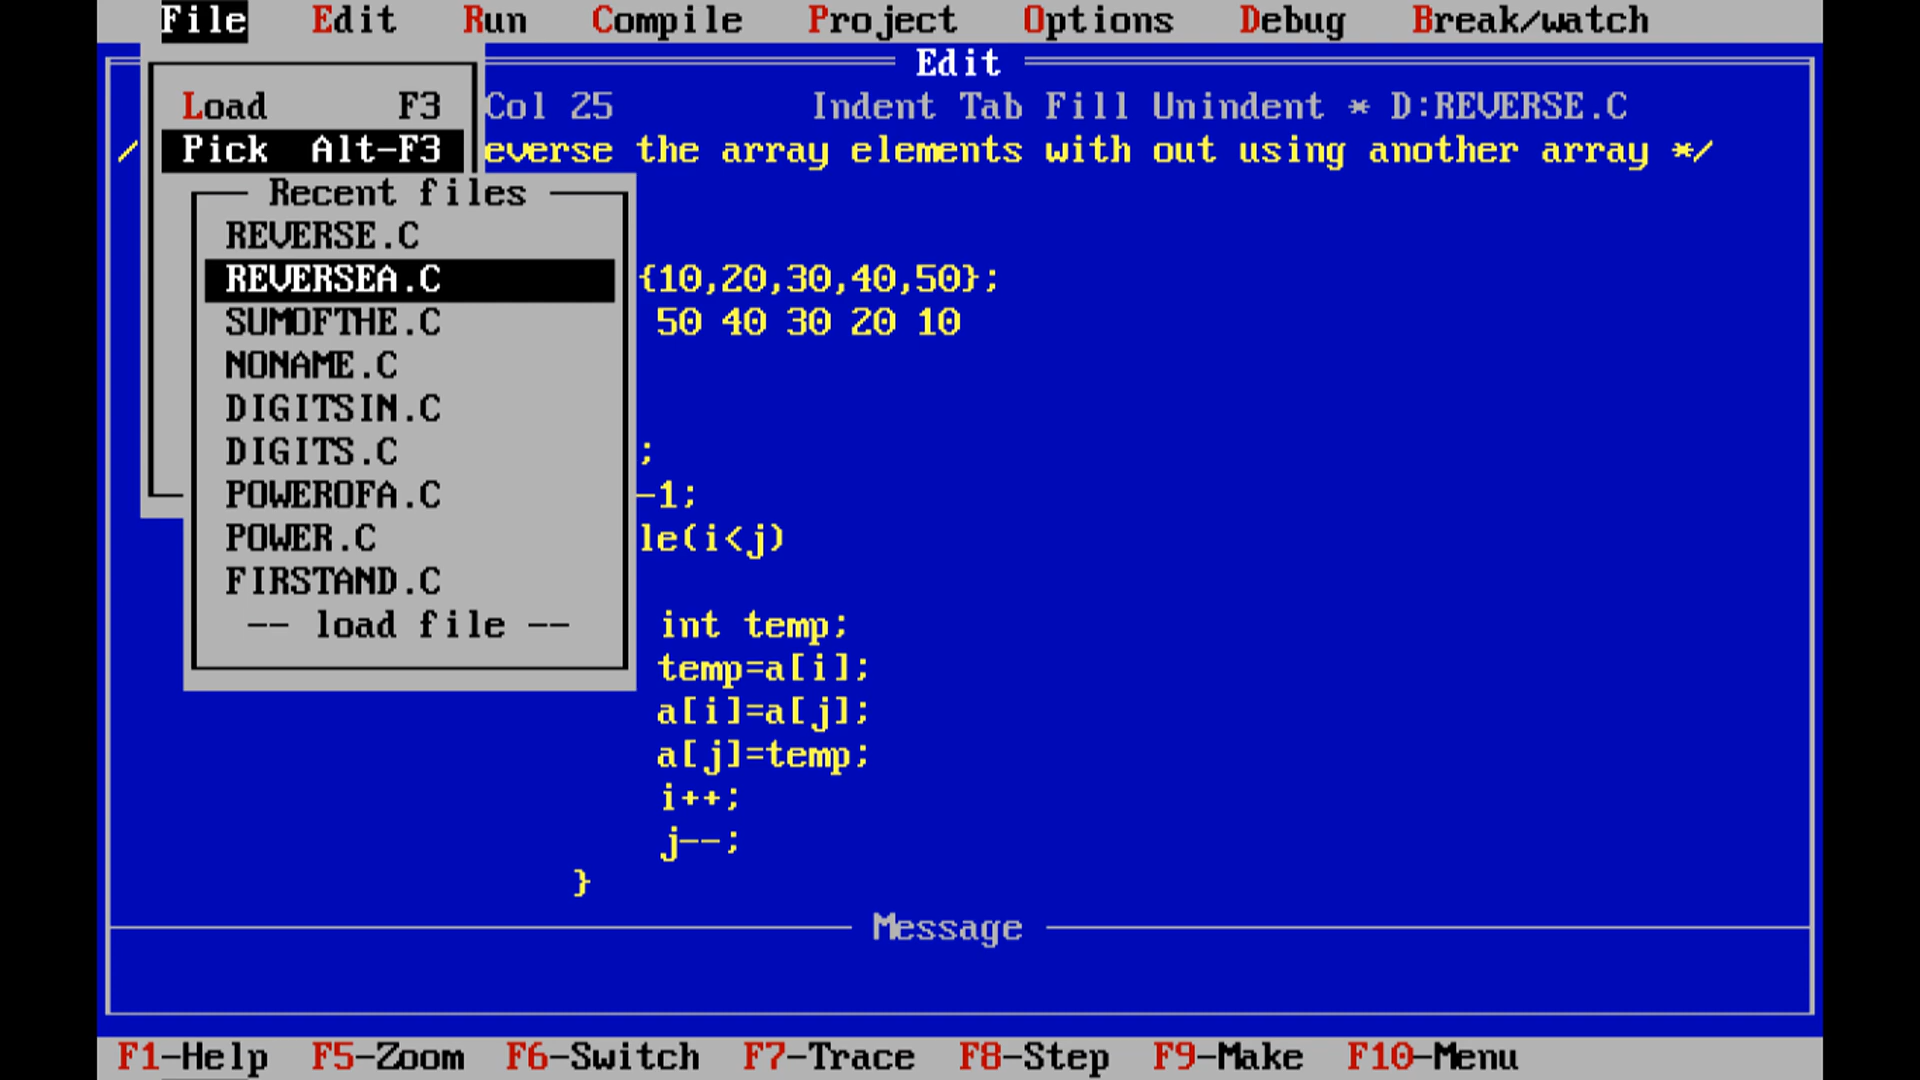 File Edit Run Compile Project Options Debug Break/watch
Edit
Load F3 Col 25 Indent Tab Fill Unindent * D:REVERSE.C
Pick Alt-F3
/ everse the array elements with out using another array */
Recent files
REVERSE.C
REVERSEA.C {10,20,30,40,50};
SUMOFTHE.C 50 40 30 20 10
NONAME.C
DIGITSIN.C
DIGITS.C ;
POWEROFA.C -1;
POWER.C le(i<j)
FIRSTAND.C
-- load file -- int temp;
temp=a[i];
a[i]=a[j];
a[j]=temp;
i++;
j--;
}
Message
F1-Help F5-Zoom F6-Switch F7-Trace F8-Step F9-Make F10-Menu